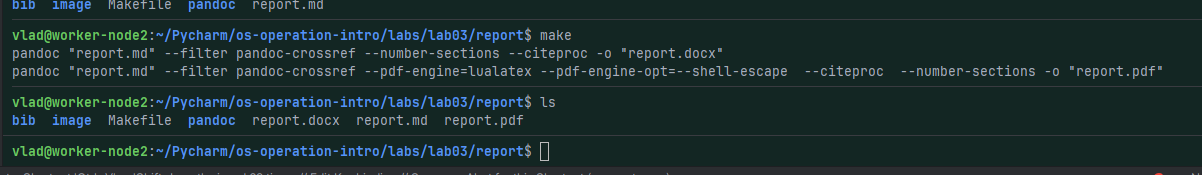 bib  image  Makefile  pandoc  report.md
vlad@worker-node2:~/Pycharm/os-operation-intro/labs/lab03/report$ make
pandoc "report.md" --filter pandoc-crossref --number-sections --citeproc -o "report.docx"
pandoc "report.md" --filter pandoc-crossref --pdf-engine=lualatex --pdf-engine-opt=--shell-escape  --citeproc  --number-sections -o "report.pdf"
vlad@worker-node2:~/Pycharm/os-operation-intro/labs/lab03/report$ ls
bib  image  Makefile  pandoc  report.docx  report.md  report.pdf
vlad@worker-node2:~/Pycharm/os-operation-intro/labs/lab03/report$